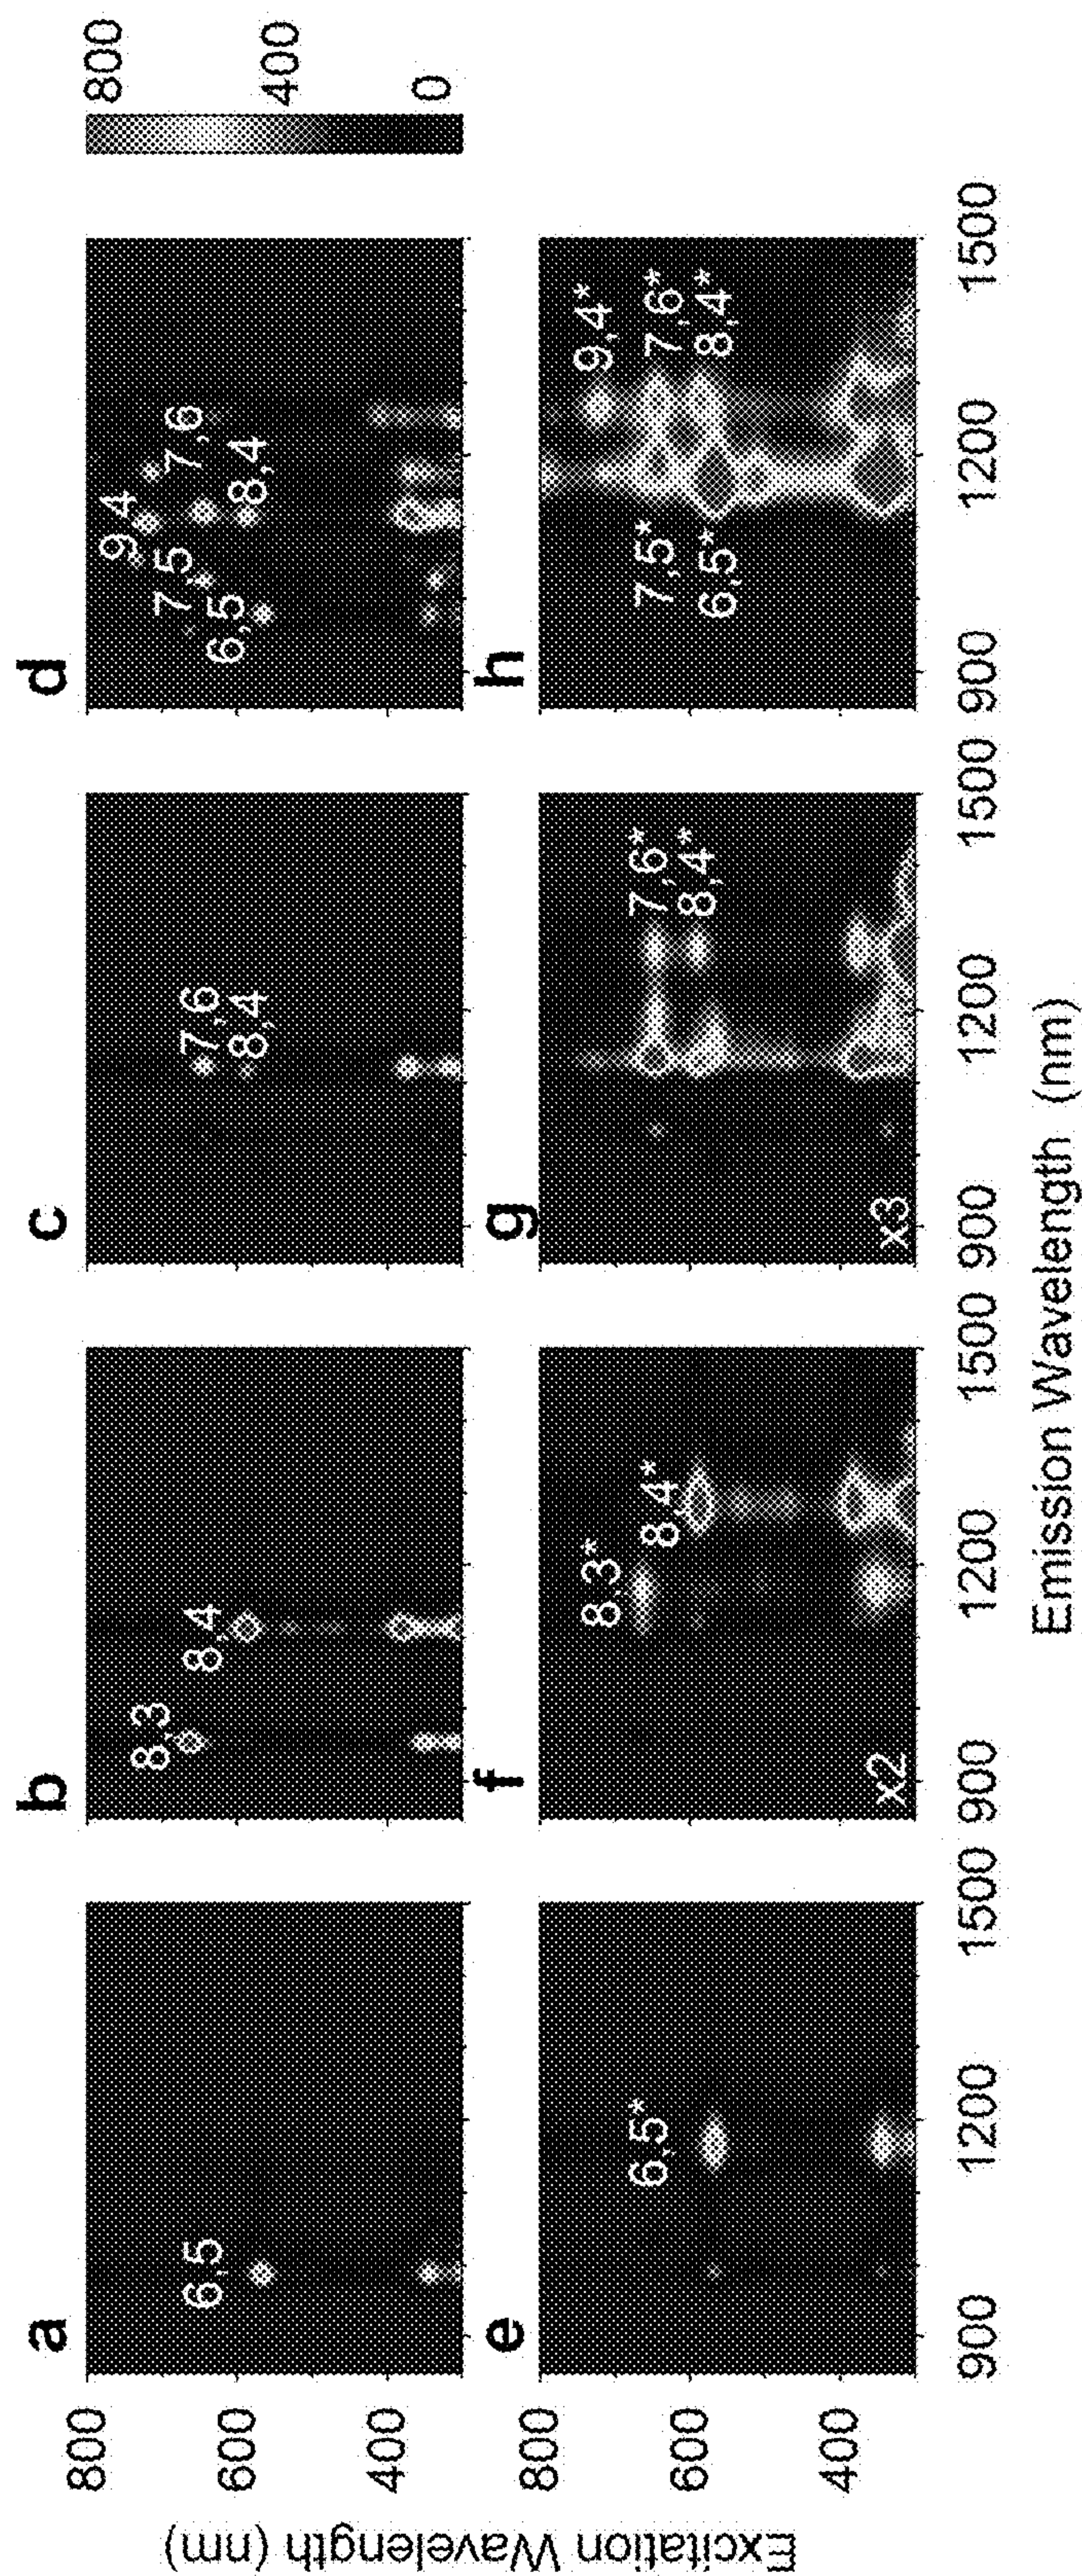 a
b
c
d
800
600
400
6,5
8,3
8,4
7,6
8,4
6,5
7,5
9,4
7,6
8,4
800
400
0
e
f
g
h
800
600
400
6,5*
8,3*
8,4*
x2
7,6*
8,4*
x3
7,5*
6,5*
9,4*
7,6*
8,4*
900 1200 1500
900 1200 1500
900 1200 1500
900 1200 1500
Excitation Wavelength (nm)
Emission Wavelength (nm)